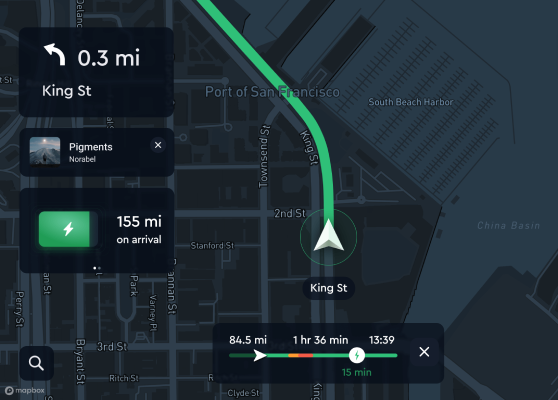 Delano
0.3 mi
King St
St
Port of San Francisco
South Beach Harbor
Pigments
Norabel
Townsend St
King St
155 mi
on arrival
2nd St
China Basin
Stanford St
King St
St
Park
Varney Pl
Perry St
Bryant St
3rd St
84.5 mi 1 hr 36 min 13:39
15 min
Ritch St
Clyde St
mapbox